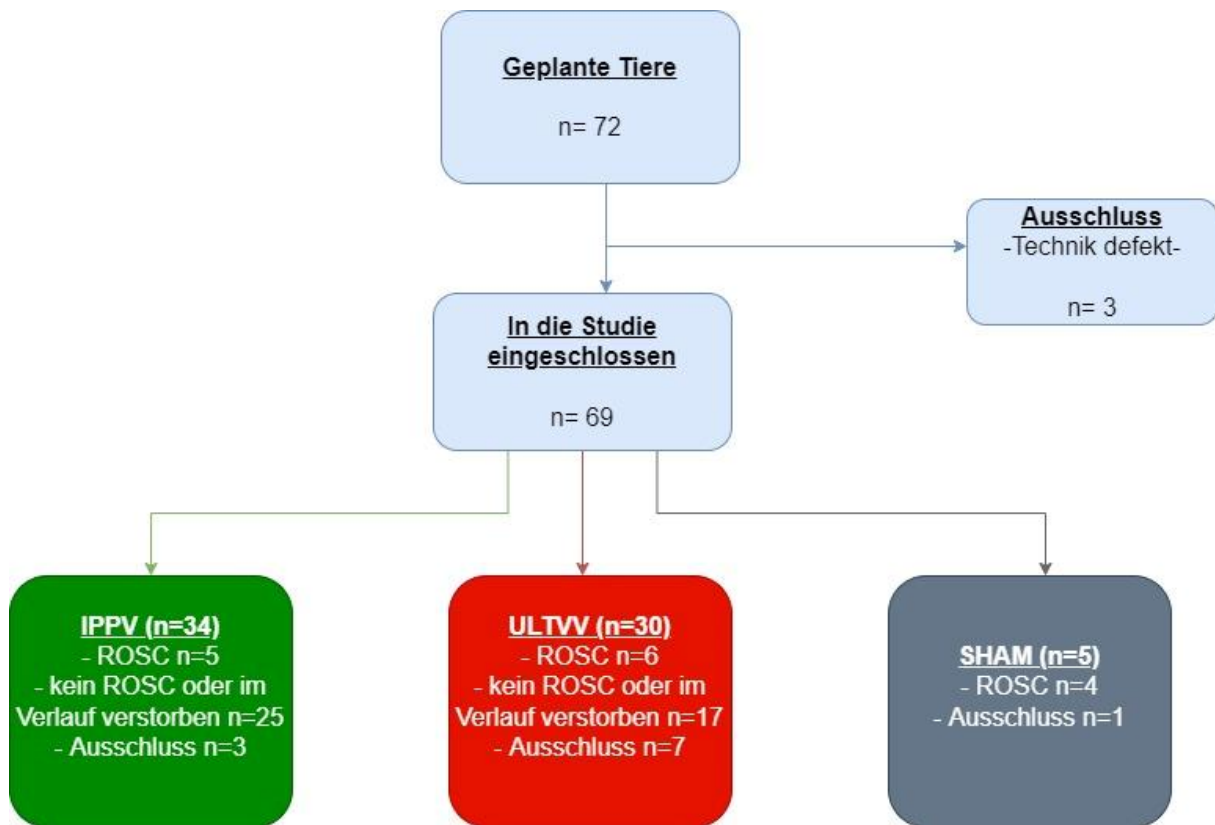 Geplante Tiere
n= 72
Ausschluss
-Technik defekt-
n= 3
In die Studie
eingeschlossen
n= 69
IPPV (n=34)
- ROSC n=5
- kein ROSC oder im
Verlauf verstorben n=25
- Ausschluss n=3
ULTVV (n=30)
- ROSC n=6
- kein ROSC oder im
Verlauf verstorben n=17
- Ausschluss n=7
SHAM (n=5)
- ROSC n=4
- Ausschluss n=1